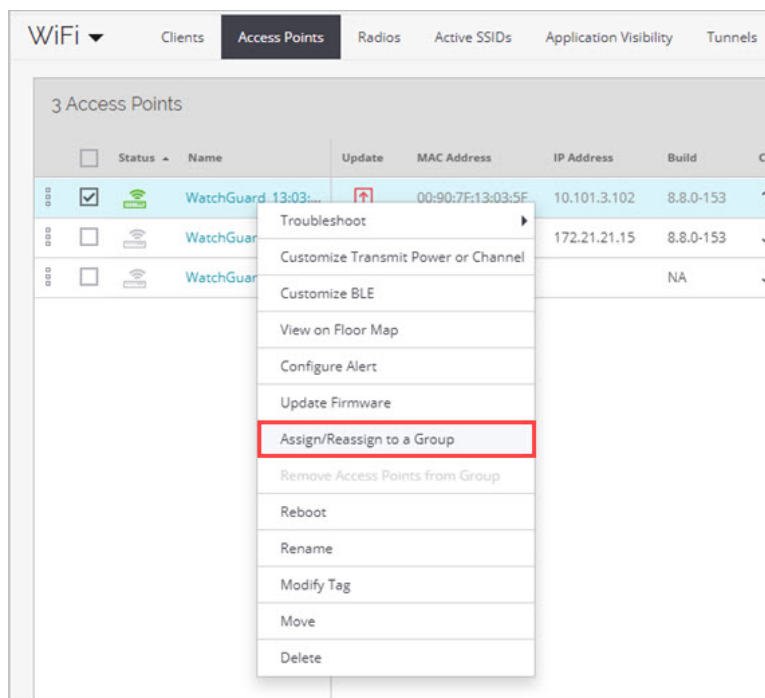 WiFi Clients Access Points Radios Active SSIDs Application Visibility Tunnels
3 Access Points
Status Name Update MAC Address IP Address Build
WatchGuard_13:03:... 00:90:7F:13:03:5F 10.101.3.102 8.8.0-153
Troubleshoot
WatchGuar 172.21.21.15 8.8.0-153
Customize Transmit Power or Channel
WatchGuar NA
Customize BLE
View on Floor Map
Configure Alert
Update Firmware
Assign/Reassign to a Group
Remove Access Points from Group
Reboot
Rename
Modify Tag
Move
Delete